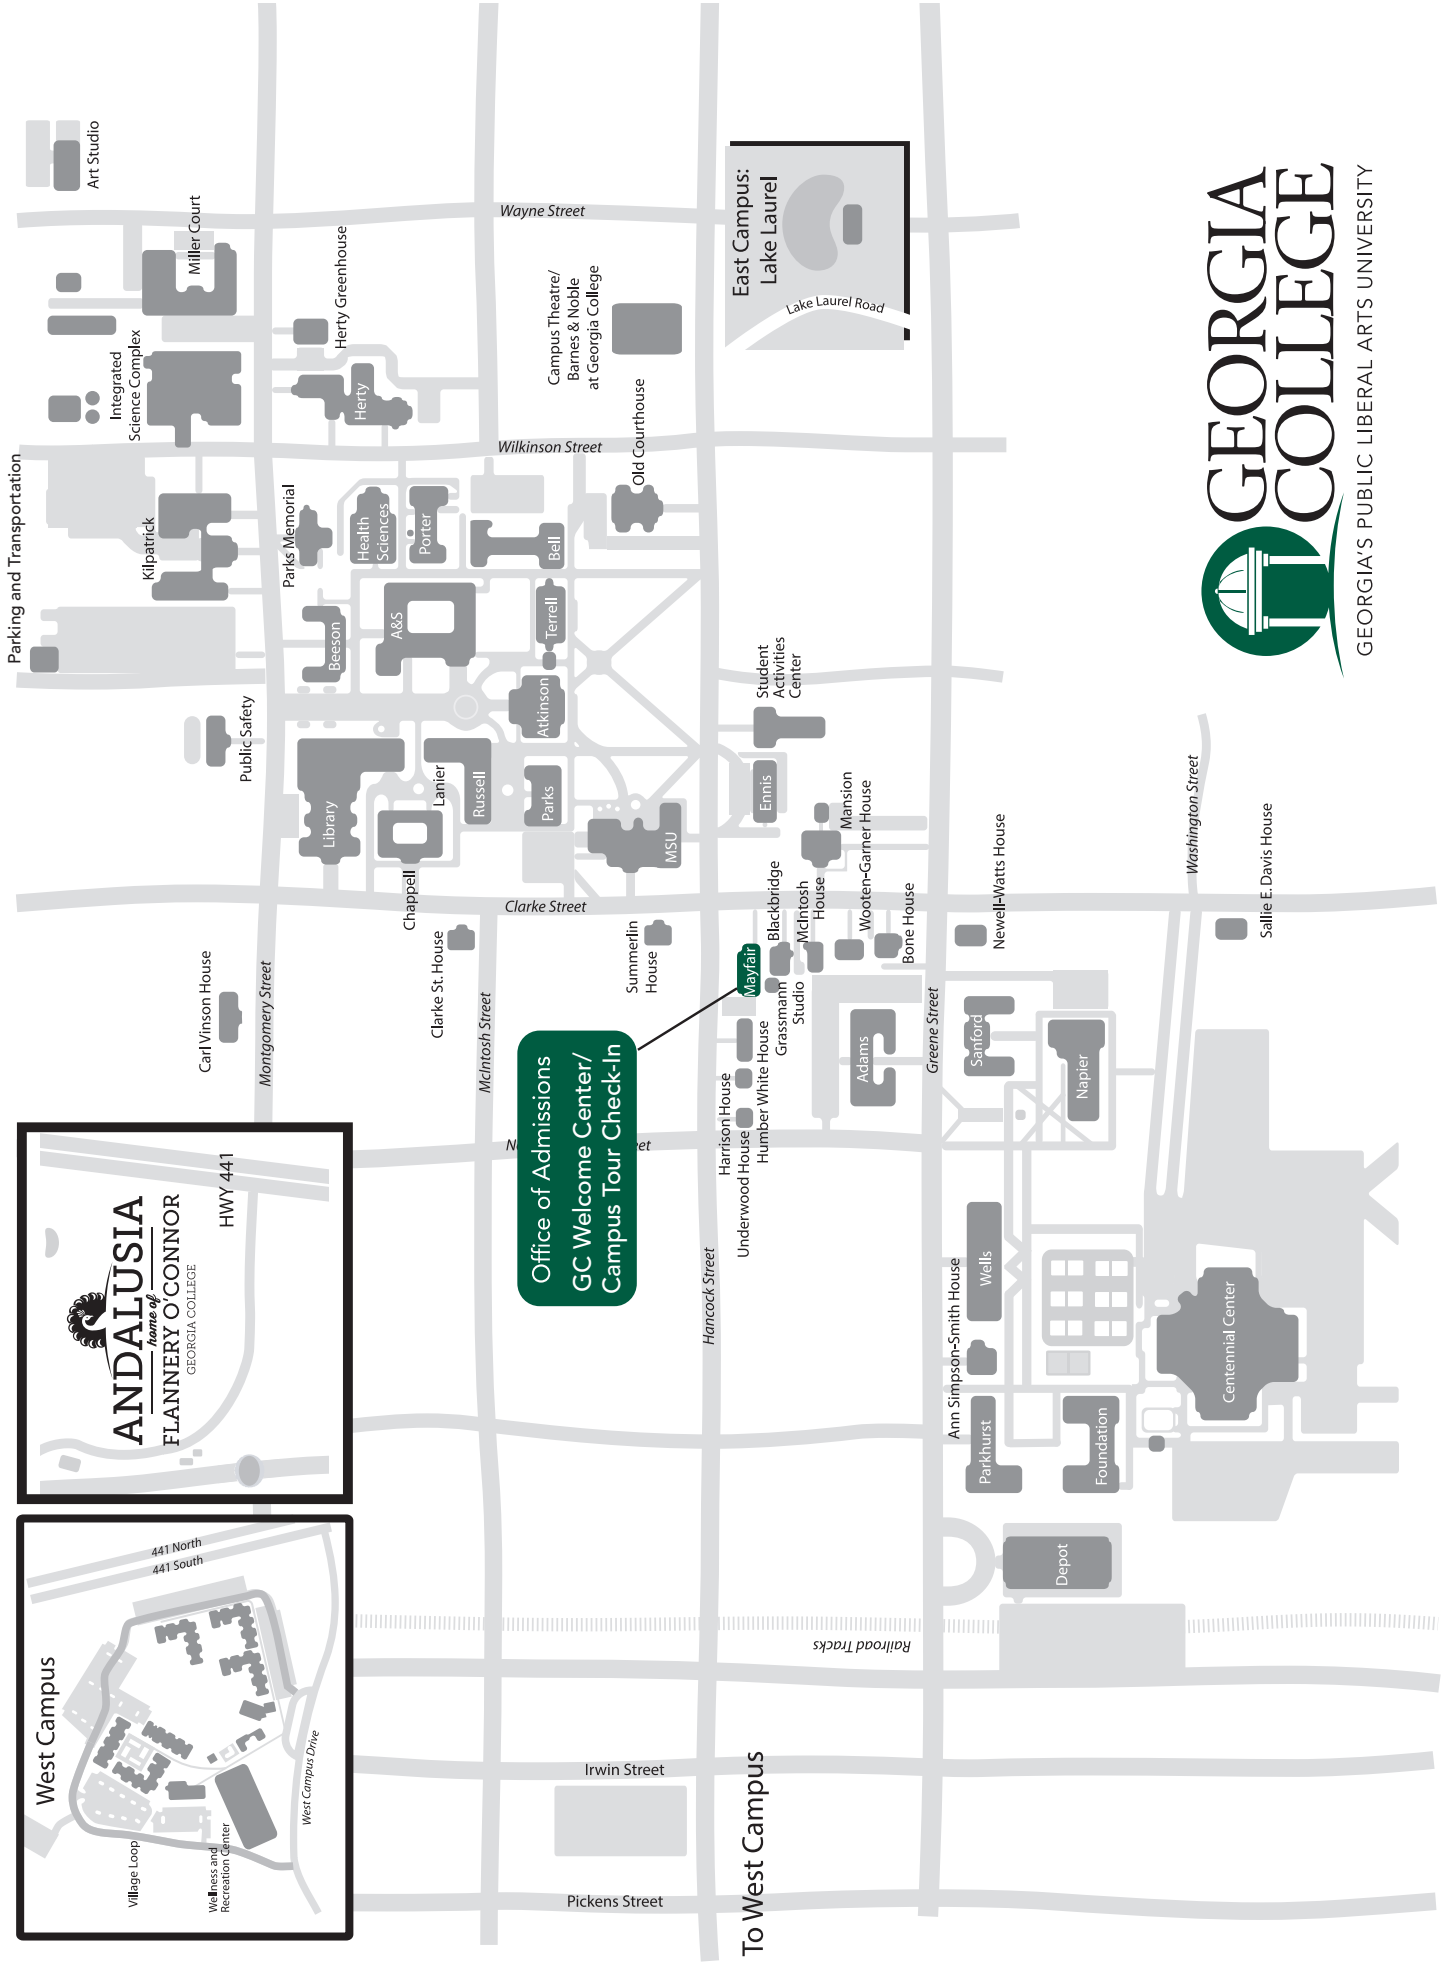 West Campus
441 North
441 South
Village Loop
Wellness and
Recreation Center
West Campus Drive
ANDALUSIA
home of
FLANNERY O'CONNOR
GEORGIA COLLEGE
HWY 441
Carl Vinson House
Montgomery Street
Public Safety
Parking and Transportation
Kilpatrick
Integrated
Science Complex
Miller Court
Art Studio
Library
Beeson
Parks Memorial
Herty
Herty Greenhouse
Chappell
Lanier
Russell
A&S
Health
Sciences
Porter
Clarke St. House
McIntosh Street
Clarke Street
Parks
Atkinson
Terrell
Bell
Wilkinson Street
Wayne Street
Campus Theatre/
Barnes & Noble
at Georgia College
Old Courthouse
Summerlin
House
MSU
Office of Admissions
GC Welcome Center/
Campus Tour Check-In
Irwin Street
Pickens Street
Hancock Street
To West Campus
Railroad Tracks
Harrison House
Underwood House
Humber White House
Mayfair
Blackbridge
Grassmann
Studio
McIntosh
House
Ennis
Student
Activities
Center
Mansion
Wooten-Garner House
Bone House
Adams
East Campus:
Lake Laurel
Lake Laurel Road
Greene Street
Newell-Watts House
Sanford
Napier
Wells
Ann Simpson-Smith House
Parkhurst
Foundation
Depot
Centennial Center
Washington Street
Sallie E. Davis House
GEORGIA
COLLEGE
GEORGIA'S PUBLIC LIBERAL ARTS UNIVERSITY